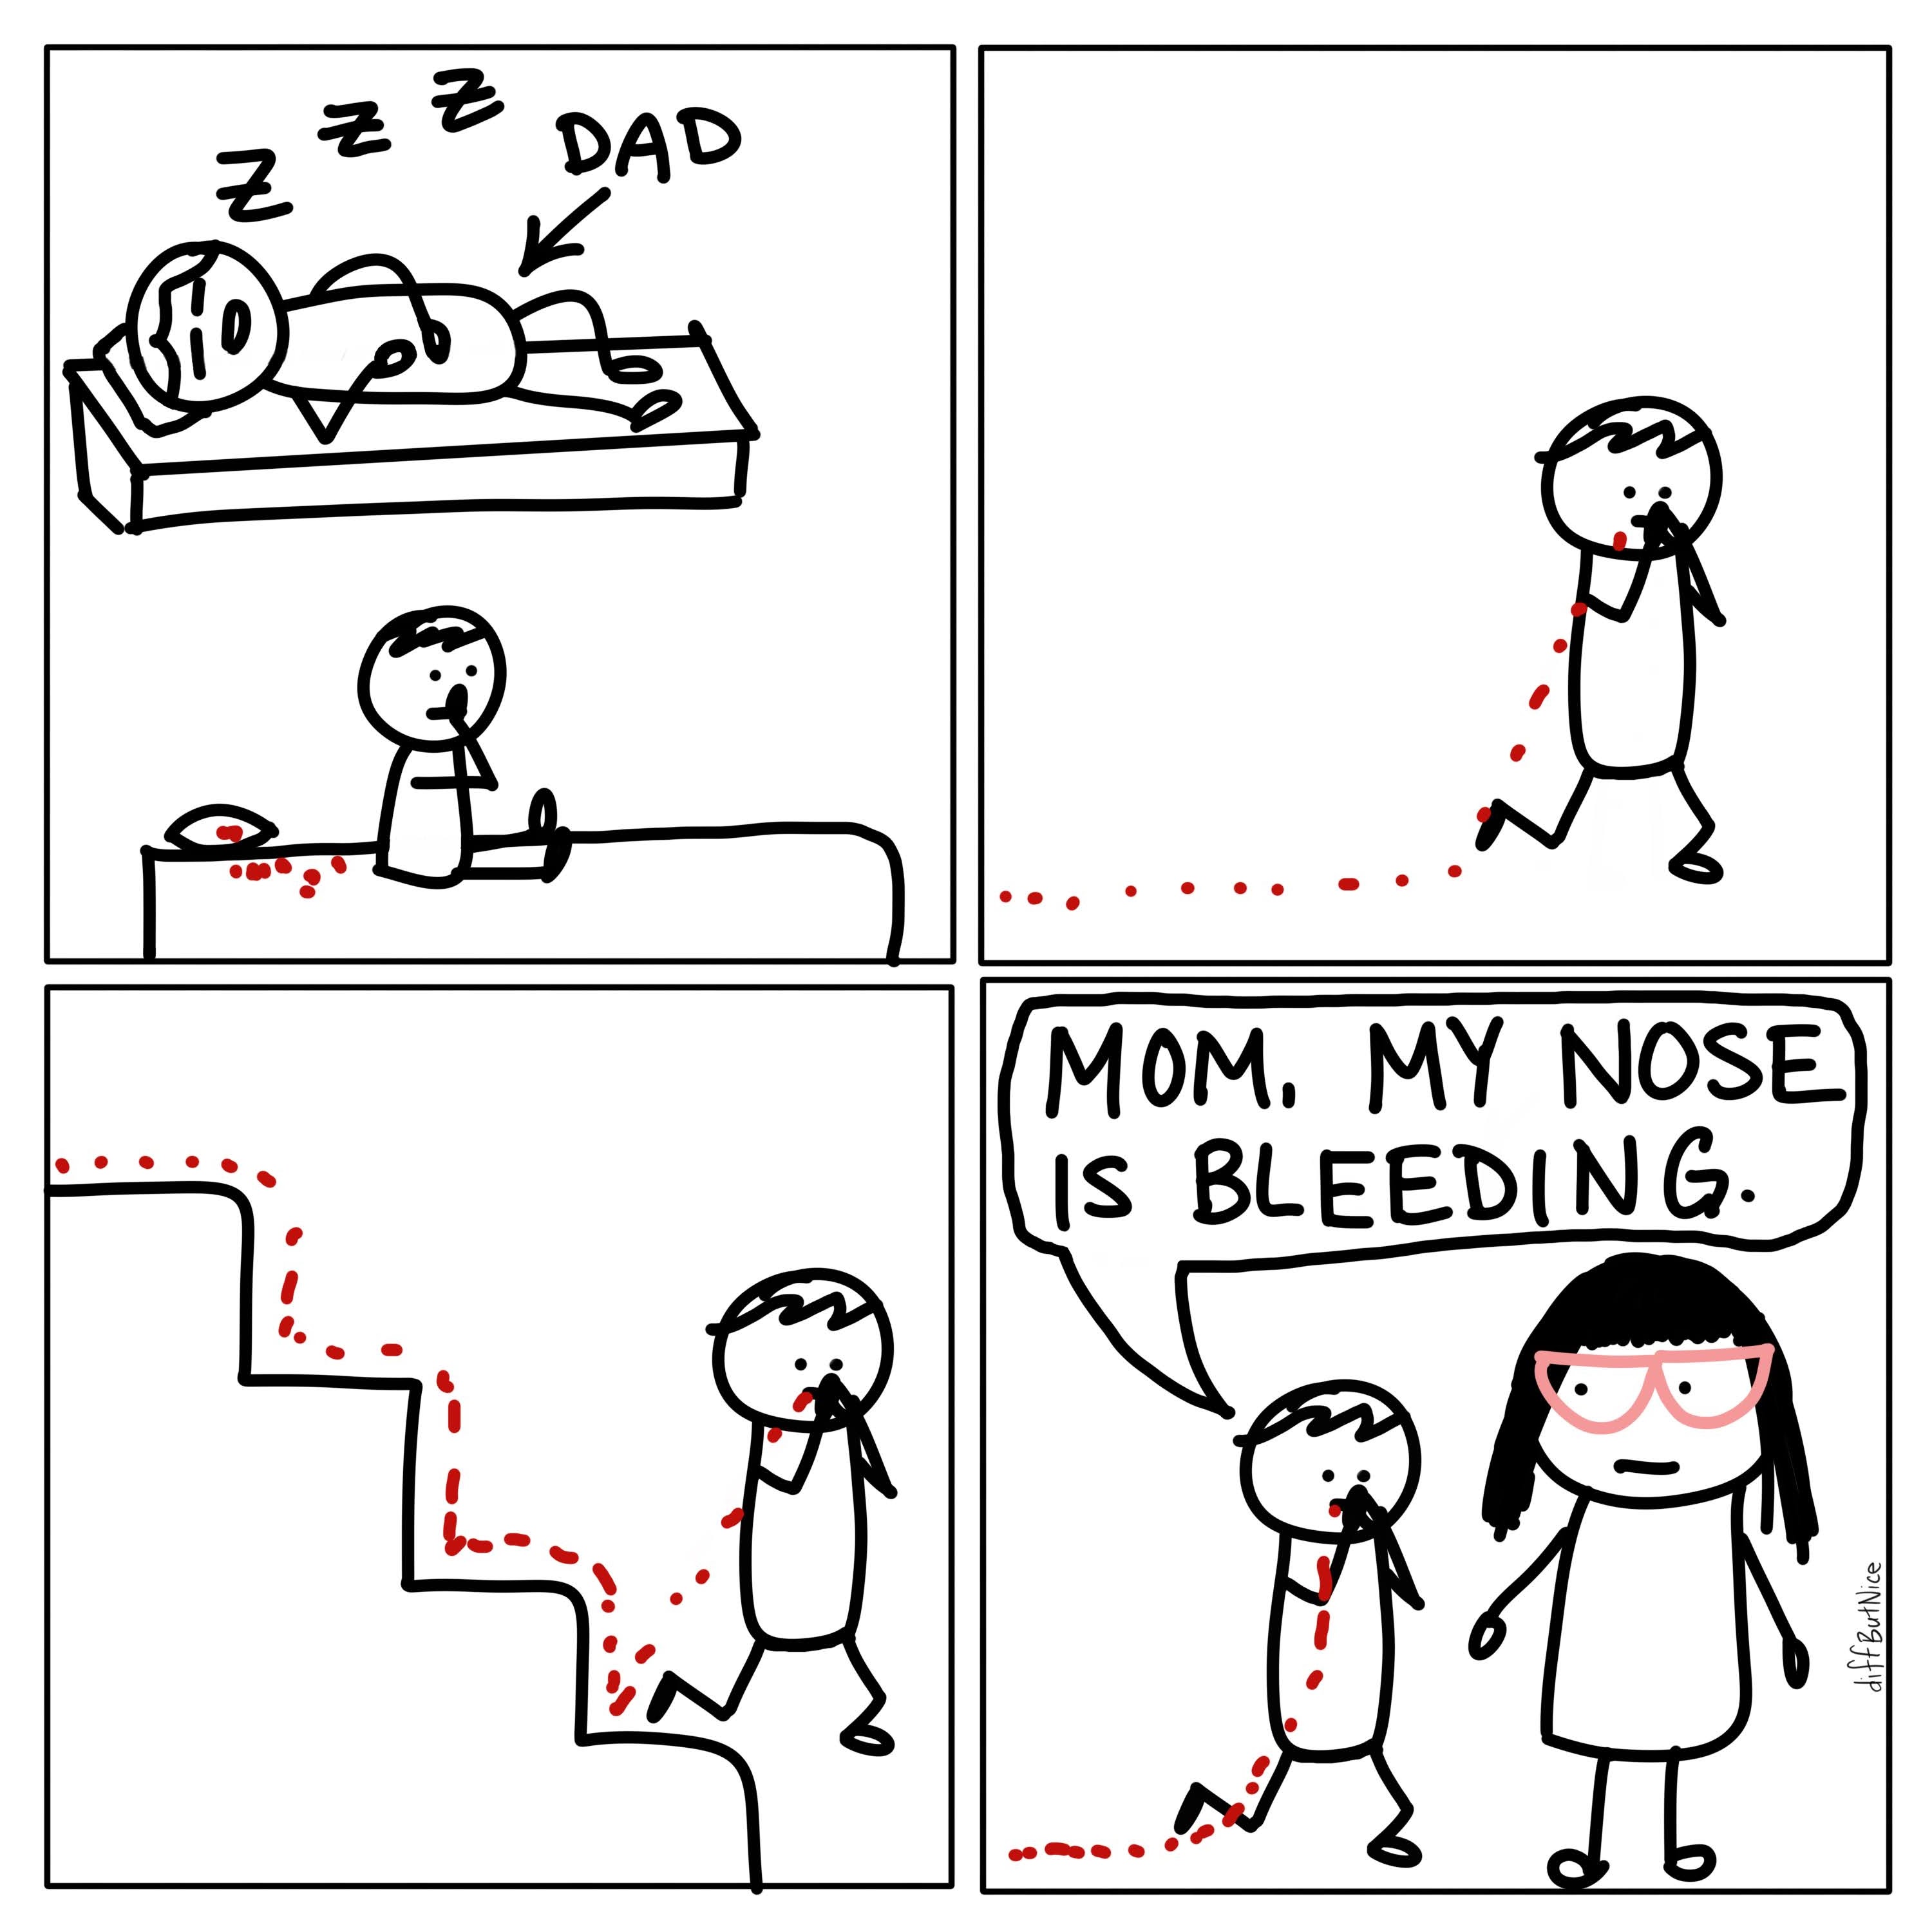 Z Z Z
DAD
MOM, MY NOSE
IS BLEEDING.
diffButNice